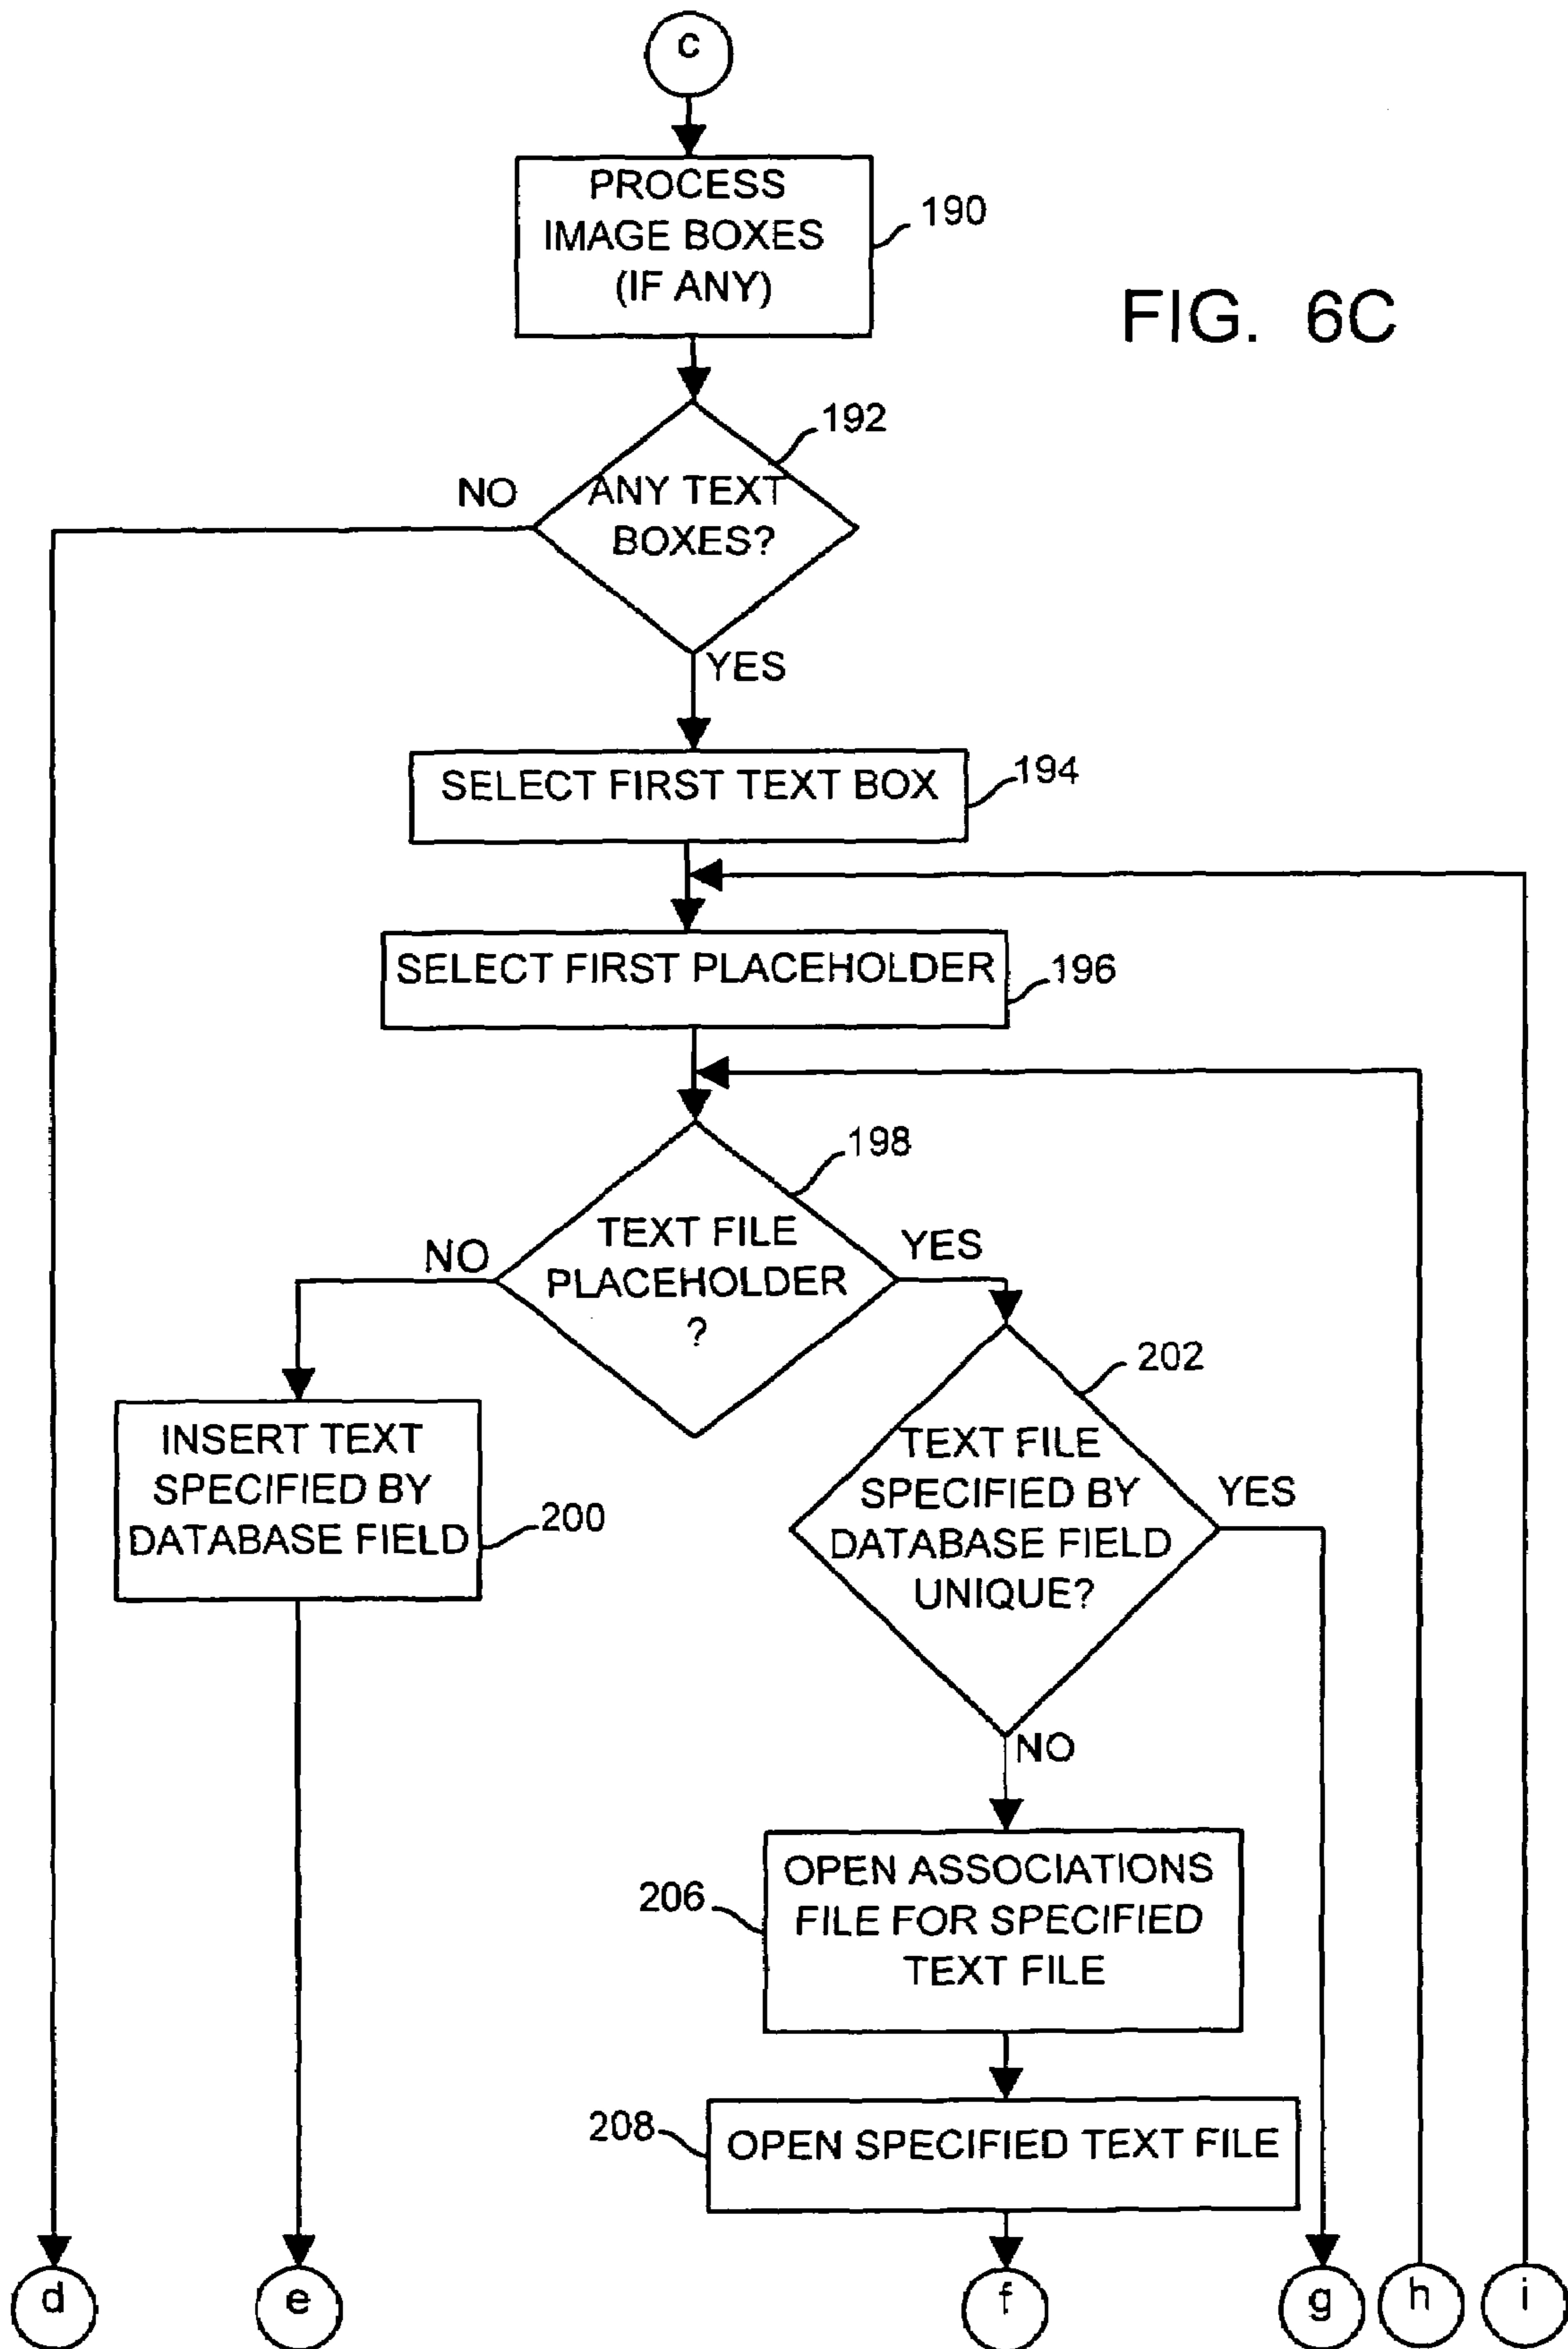 c
PROCESS
IMAGE BOXES
(IF ANY)
190
FIG. 6C
192
NO
ANY TEXT
BOXES?
YES
SELECT FIRST TEXT BOX
194
SELECT FIRST PLACEHOLDER
196
198
NO
TEXT FILE
PLACEHOLDER
?
YES
202
INSERT TEXT
SPECIFIED BY
DATABASE FIELD
200
TEXT FILE
SPECIFIED BY
DATABASE FIELD
UNIQUE?
YES
NO
206
OPEN ASSOCIATIONS
FILE FOR SPECIFIED
TEXT FILE
208
OPEN SPECIFIED TEXT FILE
d
e
f
g
h
i